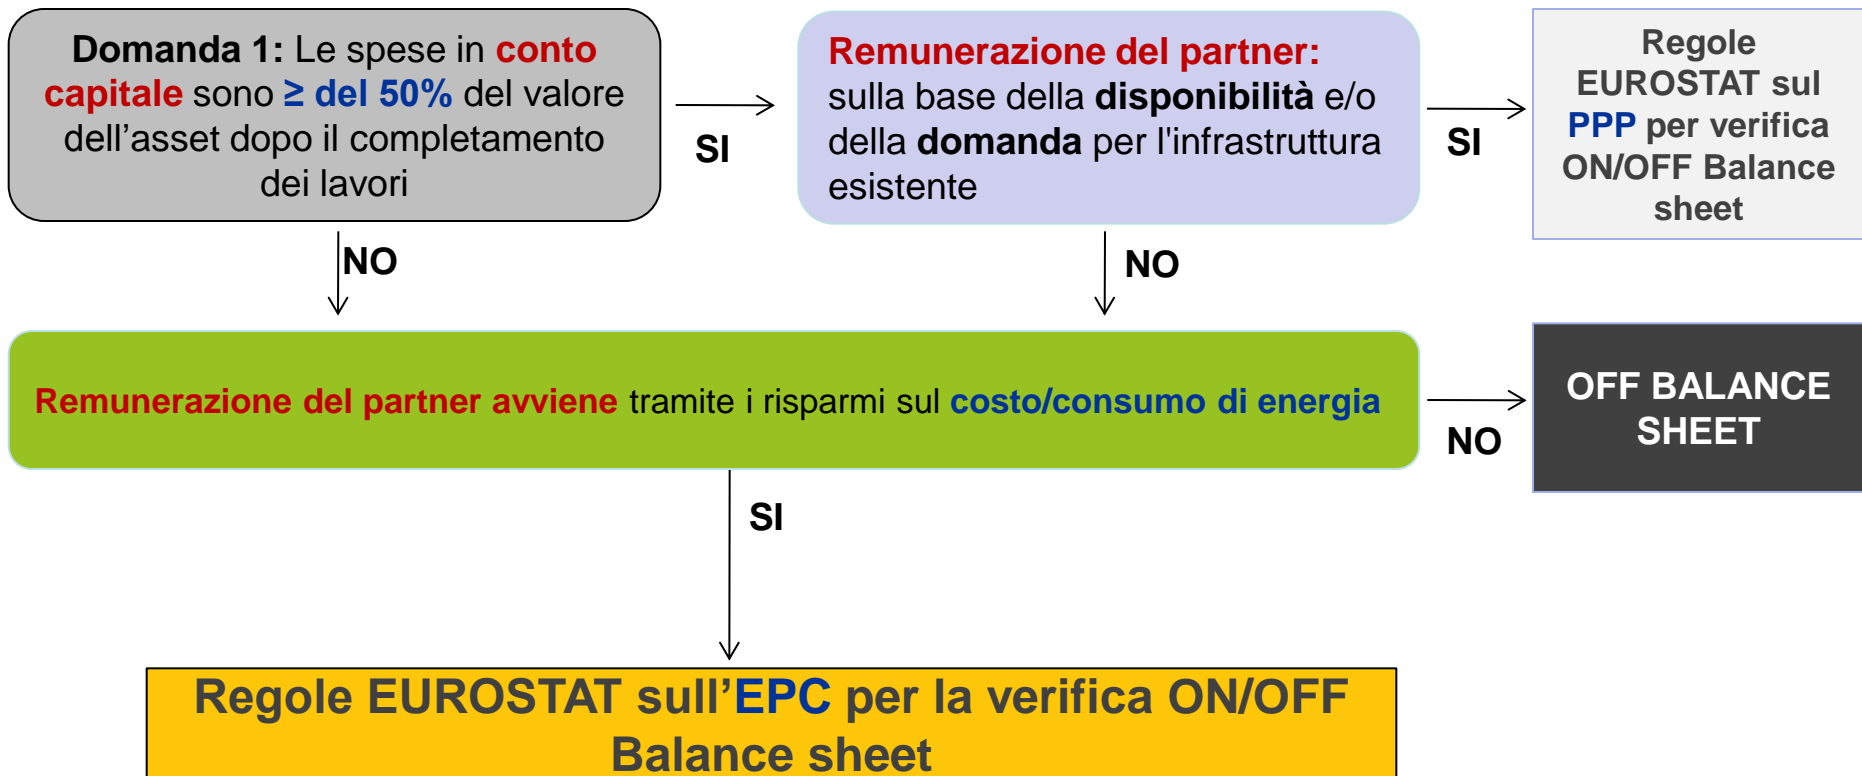 Domanda 1: Le spese in conto
capitale sono ≥ del 50% del valore
dell’asset dopo il completamento
dei lavori
SI
Remunerazione del partner:
sulla base della disponibilità e/o
della domanda per l'infrastruttura
esistente
SI
Regole
EUROSTAT sul
PPP per verifica
ON/OFF Balance
sheet
NO
NO
Remunerazione del partner avviene tramite i risparmi sul costo/consumo di energia
NO
OFF BALANCE
SHEET
SI
Regole EUROSTAT sull’EPC per la verifica ON/OFF
Balance sheet